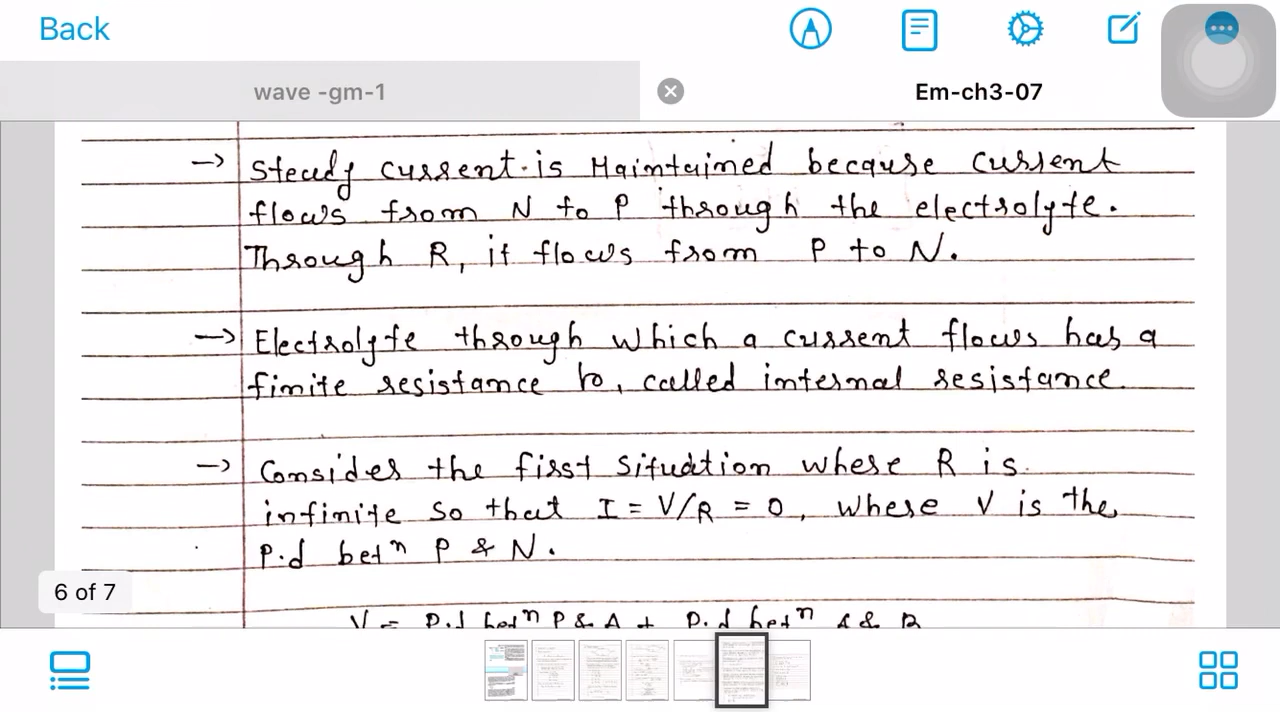 Back
wave -gm-1
Em-ch3-07
→ Steady current is Maintained because current
flows from N to P through the electrolyte.
Through R, it flows from P to N.
→ Electrolyte through which a current flows has a
finite resistance r, called internal resistance.
→ Consider the first situation where R is
infinite so that I = V/R = 0, where V is the
P.d betⁿ P & N.
6 of 7
V = P.d betⁿ P & A + P.d betⁿ A & B